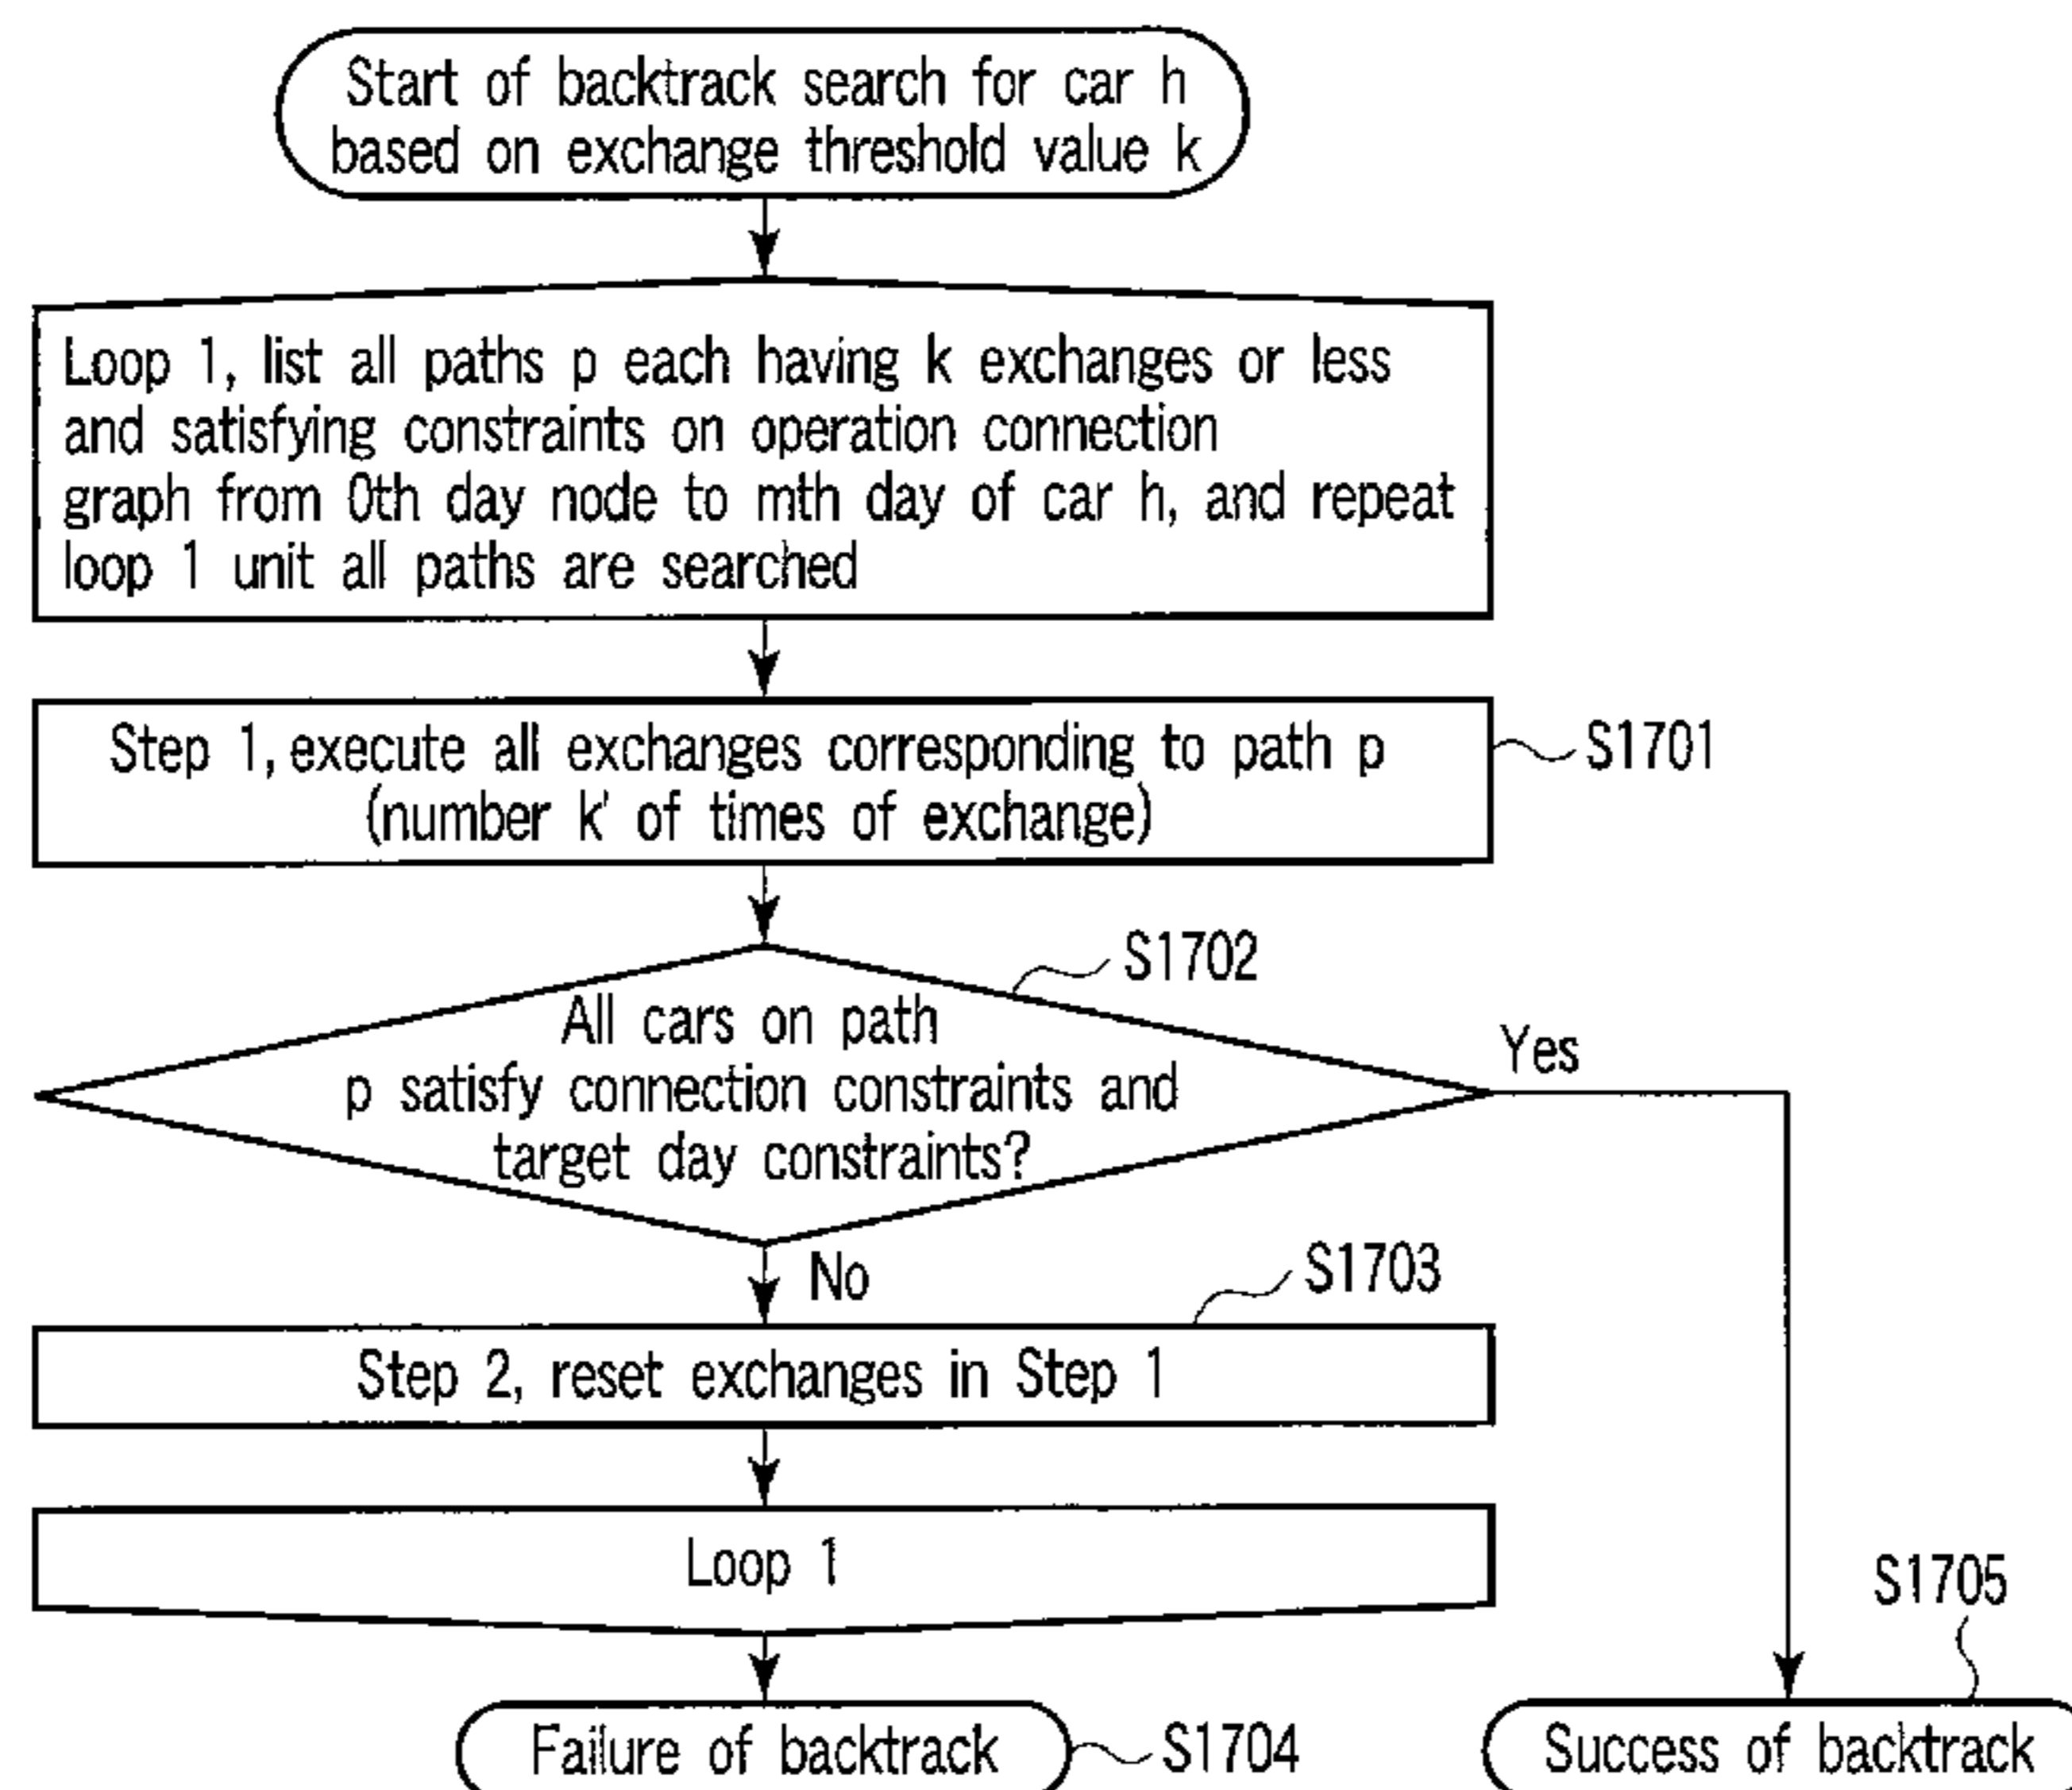 Start of backtrack search for car h
based on exchange threshold value k
Loop 1, list all paths p each having k exchanges or less
and satisfying constraints on operation connection
graph from 0th day node to mth day of car h, and repeat
loop 1 unit all paths are searched
Step 1, execute all exchanges corresponding to path p
(number k' of times of exchange)
S1701
S1702
All cars on path
p satisfy connection constraints and
target day constraints?
Yes
No
S1703
Step 2, reset exchanges in Step 1
Loop 1
S1705
Failure of backtrack
S1704
Success of backtrack